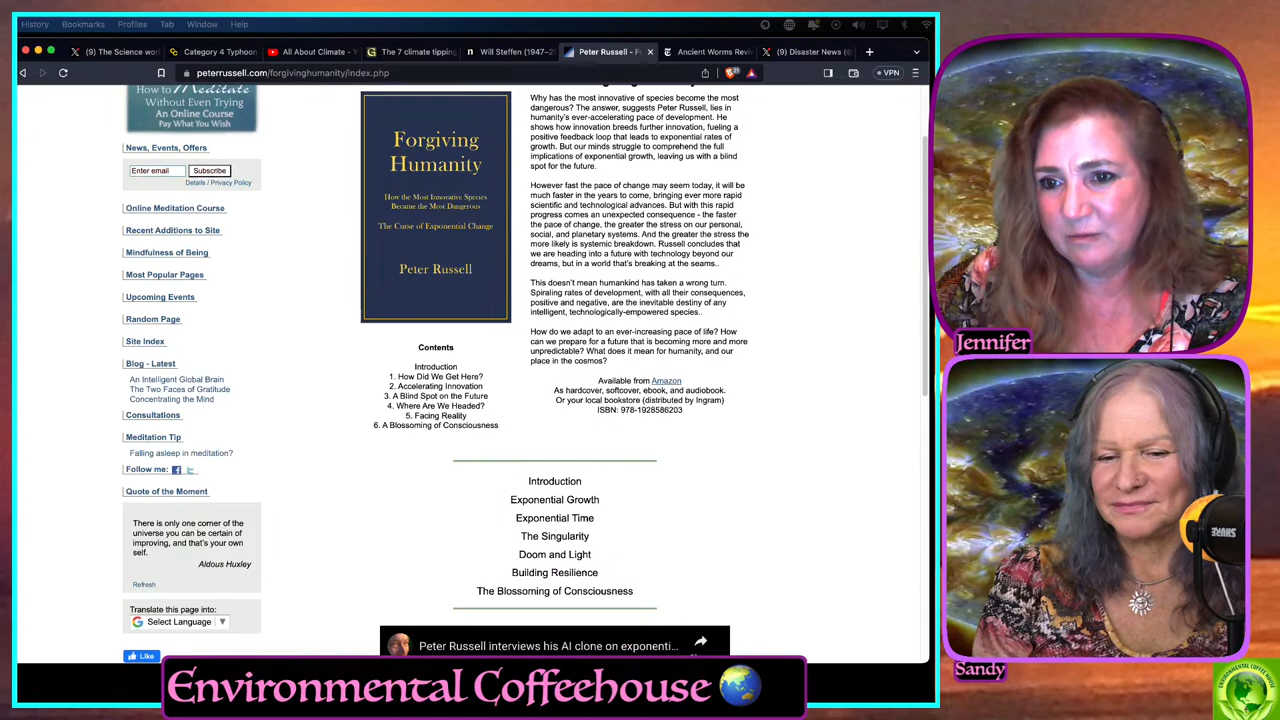 History Bookmarks Profiles Tab Window Help
(9) The Science wor
Category 4 Typhoon
All About Climate - Y
The 7 climate tipping
Will Steffen (1947–2
Peter Russell - F
Ancient Worms Revi
(9) Disaster News (
peterrussell.com/forgivinghumanity/index.php
VPN
How to Meditate
Without Even Trying
An Online Course
Pay What You Wish
News, Events, Offers
Enter email Subscribe
Details / Privacy Policy
Online Meditation Course
Recent Additions to Site
Mindfulness of Being
Most Popular Pages
Upcoming Events
Random Page
Site Index
Blog - Latest
An Intelligent Global Brain
The Two Faces of Gratitude
Concentrating the Mind
Consultations
Meditation Tip
Falling asleep in meditation?
Follow me:
Quote of the Moment
There is only one corner of the
universe you can be certain of
improving, and that's your own
self.
Aldous Huxley
Refresh
Translate this page into:
Select Language
Like
Forgiving
Humanity
How the Most Innovative Species
Became the Most Dangerous
The Curse of Exponential Change
Peter Russell
Contents
Introduction
1. How Did We Get Here?
2. Accelerating Innovation
3. A Blind Spot on the Future
4. Where Are We Headed?
5. Facing Reality
6. A Blossoming of Consciousness
Why has the most innovative of species become the most
dangerous? The answer, suggests Peter Russell, lies in
humanity's ever-accelerating pace of development. He
shows how innovation breeds further innovation, fueling a
positive feedback loop that leads to exponential rates of
growth. But our minds struggle to comprehend the full
implications of exponential growth, leaving us with a blind
spot for the future.
However fast the pace of change may seem today, it will be
much faster in the years to come, bringing ever more rapid
scientific and technological advances. But with this rapid
progress comes an unexpected consequence - the faster
the pace of change, the greater the stress on our personal,
social, and planetary systems. And the greater the stress the
more likely is systemic breakdown. Russell concludes that
we are heading into a future with technology beyond our
dreams, but in a world that's breaking at the seams..
This doesn't mean humankind has taken a wrong turn.
Spiraling rates of development, with all their consequences,
positive and negative, are the inevitable destiny of any
intelligent, technologically-empowered species..
How do we adapt to an ever-increasing pace of life? How
can we prepare for a future that is becoming more and more
unpredictable? What does it mean for humanity, and our
place in the cosmos?
Available from Amazon
As hardcover, softcover, ebook, and audiobook.
Or your local bookstore (distributed by Ingram)
ISBN: 978-1928586203
Introduction
Exponential Growth
Exponential Time
The Singularity
Doom and Light
Building Resilience
The Blossoming of Consciousness
Peter Russell interviews his AI clone on exponenti...
Jennifer
Sandy
Environmental Coffeehouse
ENVIRONMENTAL COFFEEHOUSE